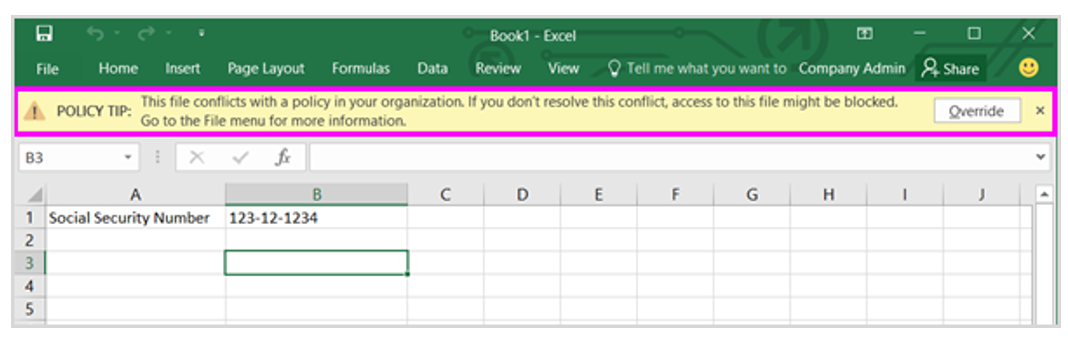 Book1 - Excel
File Home Insert Page Layout Formulas Data Review View Tell me what you want to Company Admin Share
POLICY TIP: This file conflicts with a policy in your organization. If you don't resolve this conflict, access to this file might be blocked.
Go to the File menu for more information.
Override
B3 fx
A B C D E F G H I J
1 Social Security Number 123-12-1234
2
3
4
5